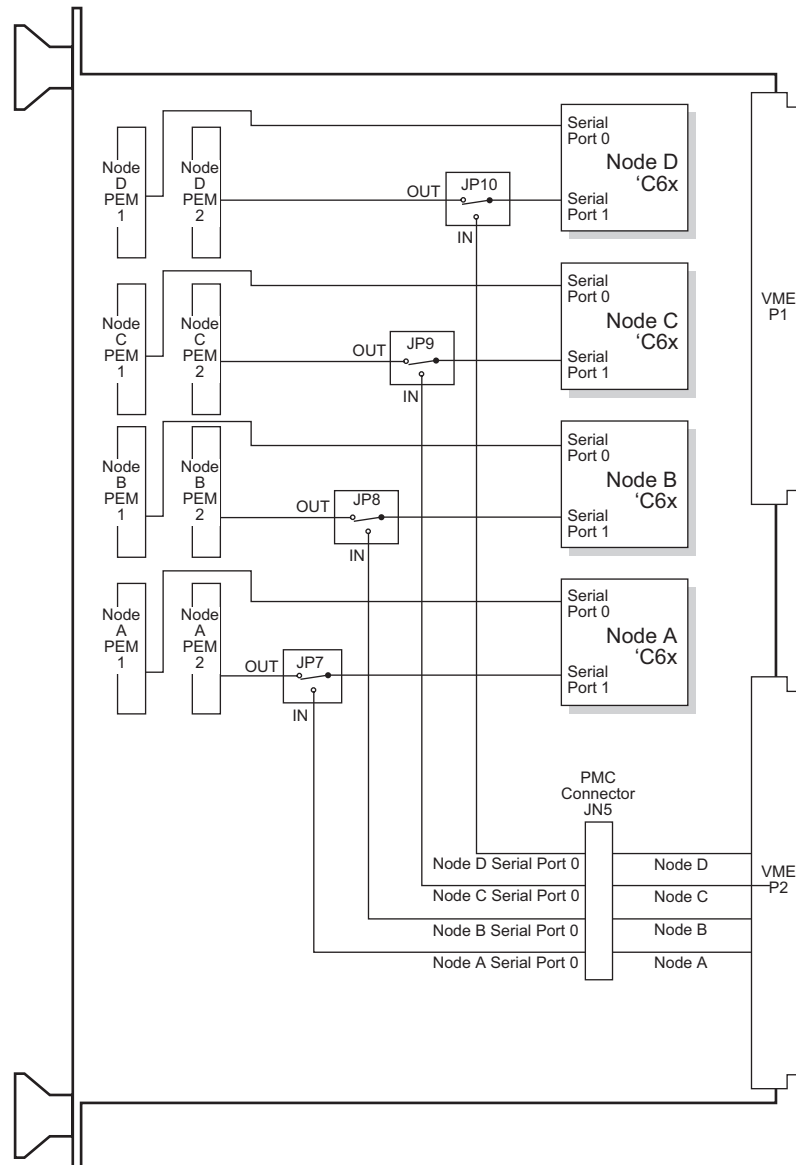 Serial
Port 0
Node D
'C6x
Serial
Port 1
Node
D
PEM
1
Node
D
PEM
2
OUT
JP10
IN
Serial
Port 0
Node C
'C6x
Serial
Port 1
Node
C
PEM
1
Node
C
PEM
2
OUT
JP9
IN
VME
P1
Serial
Port 0
Node B
'C6x
Serial
Port 1
Node
B
PEM
1
Node
B
PEM
2
OUT
JP8
IN
Serial
Port 0
Node A
'C6x
Serial
Port 1
Node
A
PEM
1
Node
A
PEM
2
OUT
JP7
IN
PMC
Connector
JN5
Node D Serial Port 0
Node D
Node C Serial Port 0
Node C
Node B Serial Port 0
Node B
Node A Serial Port 0
Node A
VME
P2